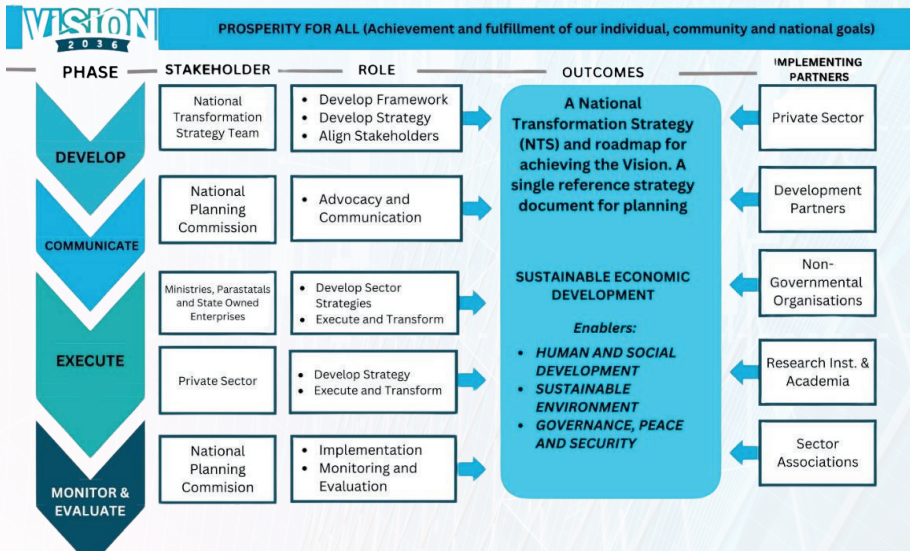 ViSiON
2036
PROSPERITY FOR ALL (Achievement and fulfillment of our individual, community and national goals)
PHASE
STAKEHOLDER
ROLE
OUTCOMES
IMPLEMENTING
PARTNERS
DEVELOP
National
Transformation
Strategy Team
• Develop Framework
• Develop Strategy
• Align Stakeholders
A National
Transformation Strategy
(NTS) and roadmap for
achieving the Vision. A
single reference strategy
document for planning
Private Sector
COMMUNICATE
National
Planning
Commission
• Advocacy and
Communication
Development
Partners
EXECUTE
Ministries, Parastatals
and State Owned
Enterprises
• Develop Sector
Strategies
• Execute and Transform
SUSTAINABLE ECONOMIC
DEVELOPMENT
Enablers:
• HUMAN AND SOCIAL
DEVELOPMENT
• SUSTAINABLE
ENVIRONMENT
• GOVERNANCE, PEACE
AND SECURITY
Non-
Governmental
Organisations
Private Sector
• Develop Strategy
• Execute and Transform
Research Inst. &
Academia
MONITOR &
EVALUATE
National
Planning
Commision
• Implementation
• Monitoring and
Evaluation
Sector
Associations